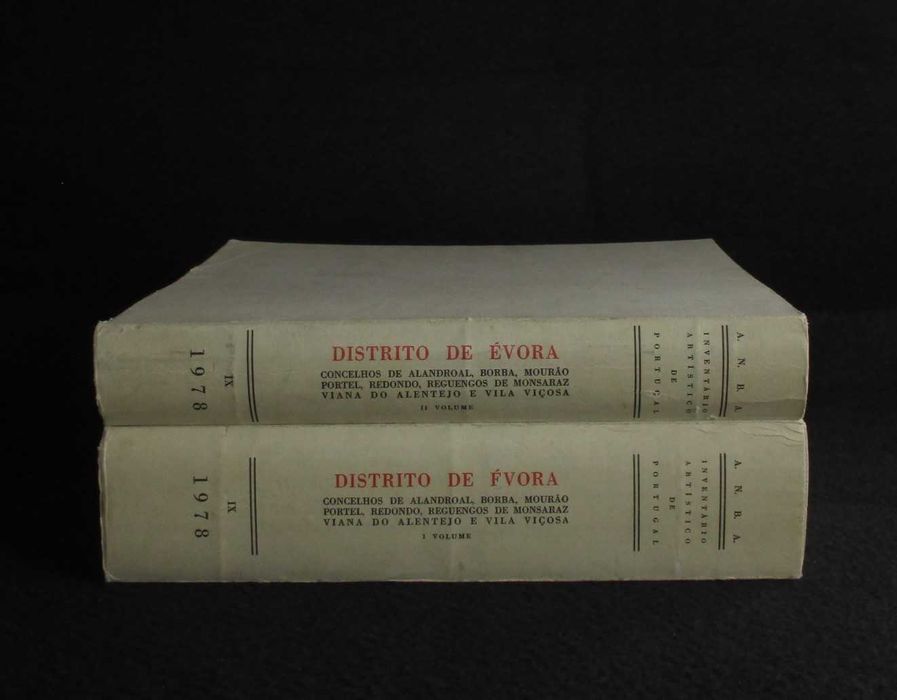 1978
IX
DISTRITO DE ÉVORA
CONCELHOS DE ALANDROAL, BORBA, MOURÃO
PORTEL, REDONDO, REGUENGOS DE MONSARAZ
VIANA DO ALENTEJO E VILA VIÇOSA
II VOLUME
PORTUGAL
DE
ARTÍSTICO
INVENTÁRIO
A. N. B. A.
1978
IX
DISTRITO DE ÉVORA
CONCELHOS DE ALANDROAL, BORBA, MOURÃO
PORTEL, REDONDO, REGUENGOS DE MONSARAZ
VIANA DO ALENTEJO E VILA VIÇOSA
I VOLUME
PORTUGAL
DE
ARTÍSTICO
INVENTÁRIO
A. N. B. A.